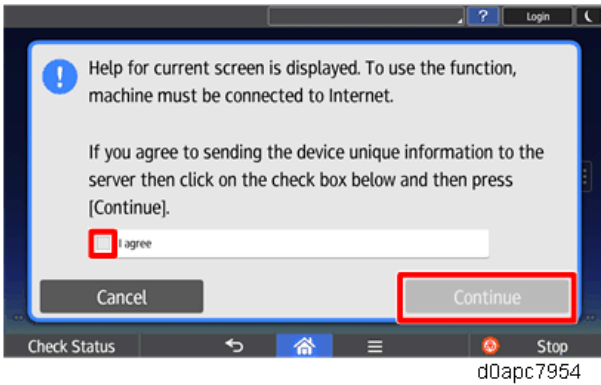 ? Login
Help for current screen is displayed. To use the function,
machine must be connected to Internet.
If you agree to sending the device unique information to the
server then click on the check box below and then press
[Continue].
I agree
Cancel Continue
Check Status Stop
d0apc7954